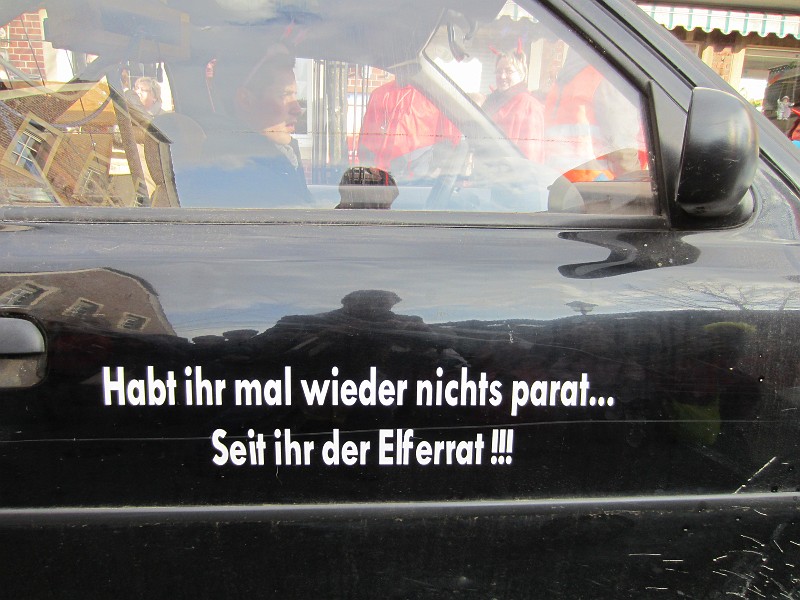 Habt ihr mal wieder nichts parat...
Seit ihr der Elferrat !!!